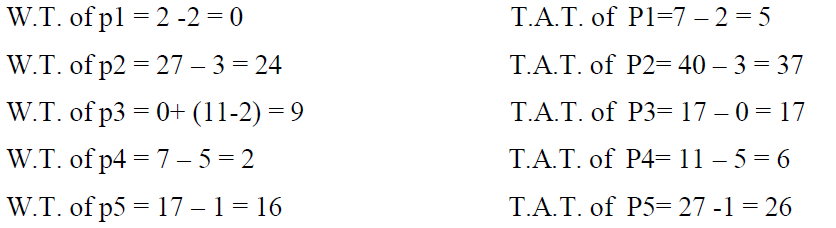 W.T. of p1 = 2 -2 = 0 T.A.T. of P1=7 – 2 = 5
W.T. of p2 = 27 – 3 = 24 T.A.T. of P2= 40 – 3 = 37
W.T. of p3 = 0+ (11-2) = 9 T.A.T. of P3= 17 – 0 = 17
W.T. of p4 = 7 – 5 = 2 T.A.T. of P4= 11 – 5 = 6
W.T. of p5 = 17 – 1 = 16 T.A.T. of P5= 27 -1 = 26